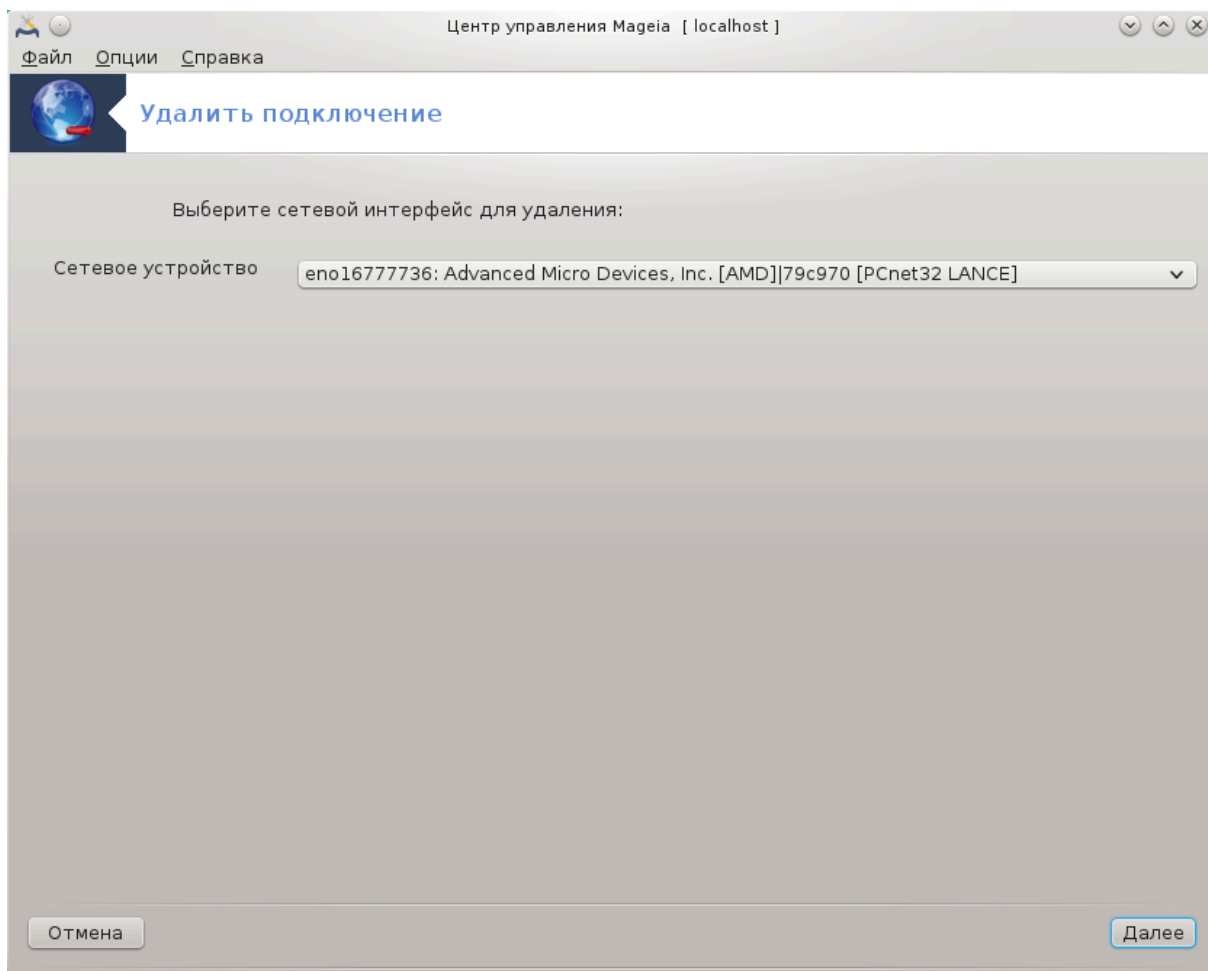 Центр управления Mageia [ localhost ]
Файл Опции Справка
Удалить подключение
Выберите сетевой интерфейс для удаления:
Сетевое устройство eno16777736: Advanced Micro Devices, Inc. [AMD]|79c970 [PCnet32 LANCE]
Отмена Далее